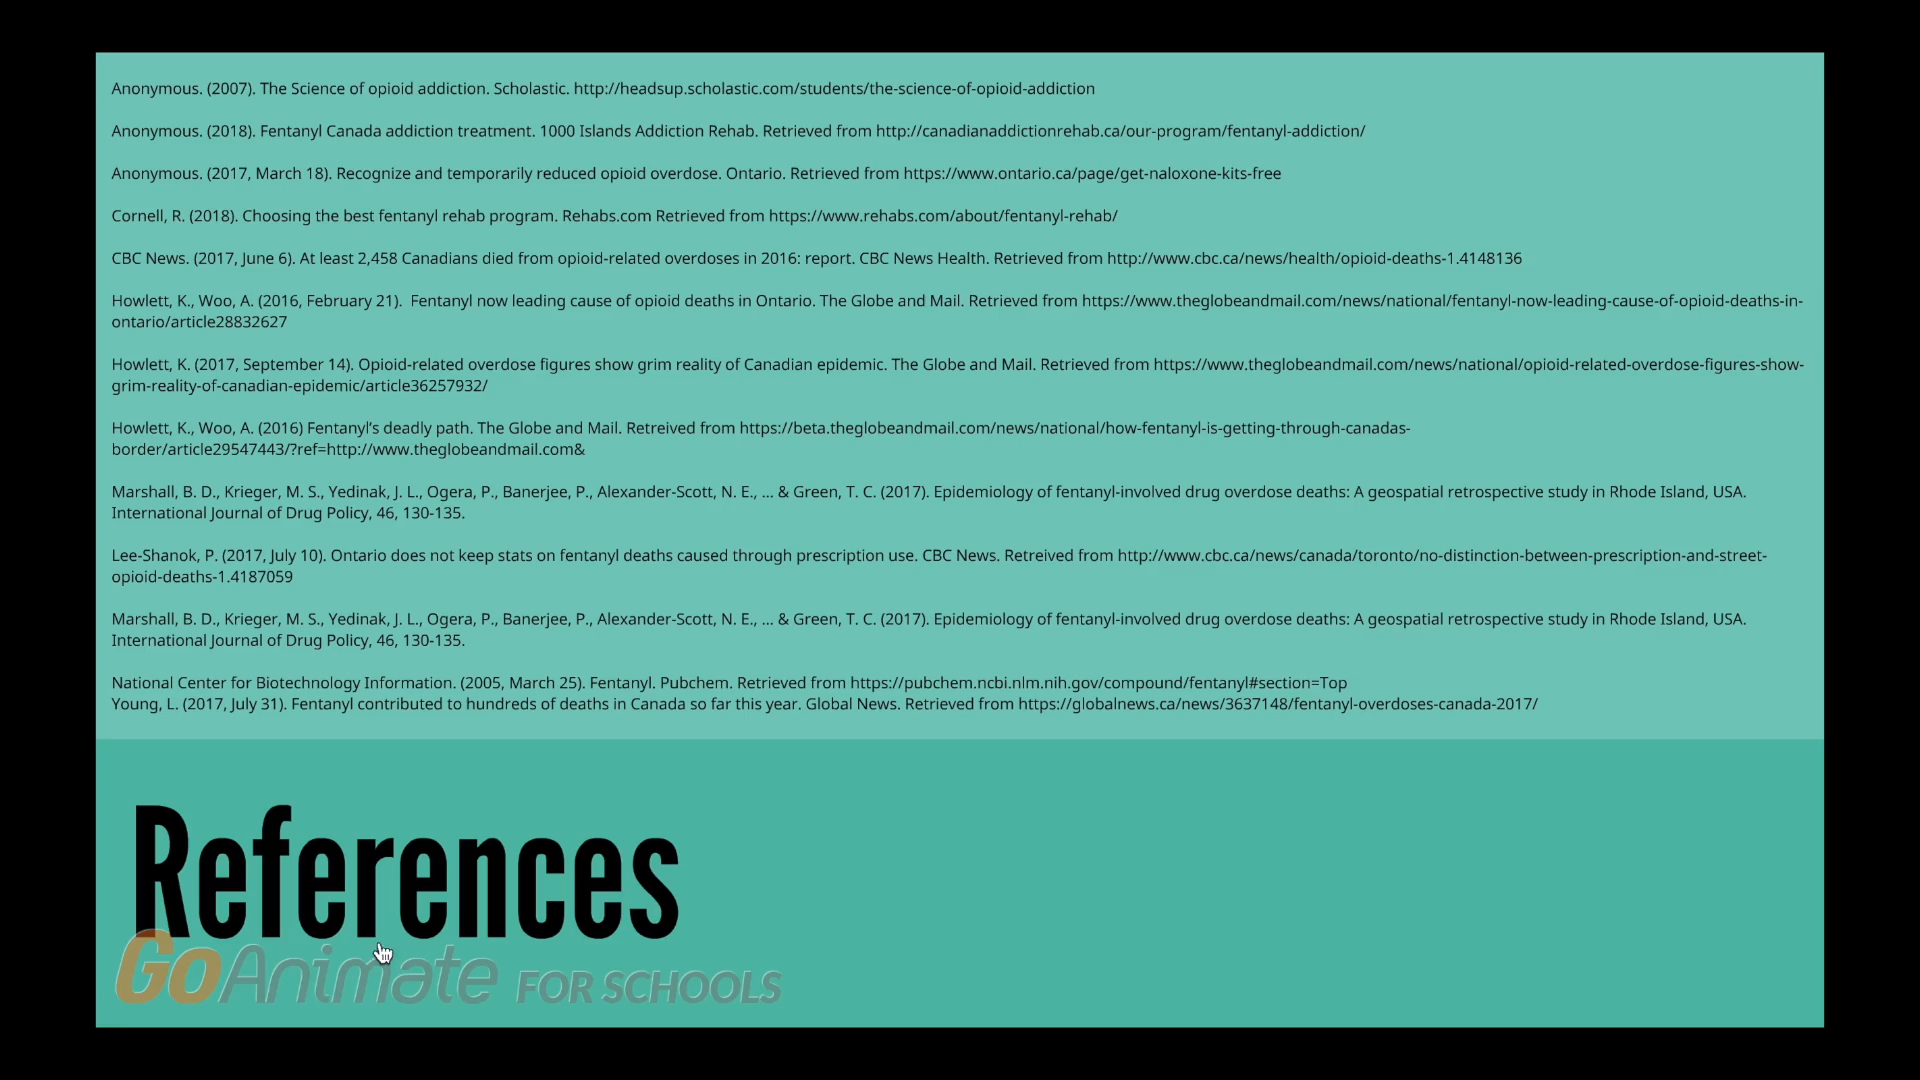 Anonymous. (2007). The Science of opioid addiction. Scholastic. http://headsup.scholastic.com/students/the-science-of-opioid-addiction
Anonymous. (2018). Fentanyl Canada addiction treatment. 1000 Islands Addiction Rehab. Retrieved from http://canadianaddictionrehab.ca/our-program/fentanyl-addiction/
Anonymous. (2017, March 18). Recognize and temporarily reduced opioid overdose. Ontario. Retrieved from https://www.ontario.ca/page/get-naloxone-kits-free
Cornell, R. (2018). Choosing the best fentanyl rehab program. Rehabs.com Retrieved from https://www.rehabs.com/about/fentanyl-rehab/
CBC News. (2017, June 6). At least 2,458 Canadians died from opioid-related overdoses in 2016: report. CBC News Health. Retrieved from http://www.cbc.ca/news/health/opioid-deaths-1.4148136
Howlett, K., Woo, A. (2016, February 21).  Fentanyl now leading cause of opioid deaths in Ontario. The Globe and Mail. Retrieved from https://www.theglobeandmail.com/news/national/fentanyl-now-leading-cause-of-opioid-deaths-in-
ontario/article28832627
Howlett, K. (2017, September 14). Opioid-related overdose figures show grim reality of Canadian epidemic. The Globe and Mail. Retrieved from https://www.theglobeandmail.com/news/national/opioid-related-overdose-figures-show-
grim-reality-of-canadian-epidemic/article36257932/
Howlett, K., Woo, A. (2016) Fentanyl's deadly path. The Globe and Mail. Retreived from https://beta.theglobeandmail.com/news/national/how-fentanyl-is-getting-through-canadas-
border/article29547443/?ref=http://www.theglobeandmail.com&
Marshall, B. D., Krieger, M. S., Yedinak, J. L., Ogera, P., Banerjee, P., Alexander-Scott, N. E., ... & Green, T. C. (2017). Epidemiology of fentanyl-involved drug overdose deaths: A geospatial retrospective study in Rhode Island, USA.
International Journal of Drug Policy, 46, 130-135.
Lee-Shanok, P. (2017, July 10). Ontario does not keep stats on fentanyl deaths caused through prescription use. CBC News. Retreived from http://www.cbc.ca/news/canada/toronto/no-distinction-between-prescription-and-street-
opioid-deaths-1.4187059
Marshall, B. D., Krieger, M. S., Yedinak, J. L., Ogera, P., Banerjee, P., Alexander-Scott, N. E., ... & Green, T. C. (2017). Epidemiology of fentanyl-involved drug overdose deaths: A geospatial retrospective study in Rhode Island, USA.
International Journal of Drug Policy, 46, 130-135.
National Center for Biotechnology Information. (2005, March 25). Fentanyl. Pubchem. Retrieved from https://pubchem.ncbi.nlm.nih.gov/compound/fentanyl#section=Top
Young, L. (2017, July 31). Fentanyl contributed to hundreds of deaths in Canada so far this year. Global News. Retrieved from https://globalnews.ca/news/3637148/fentanyl-overdoses-canada-2017/
References
GoAnimate FOR SCHOOLS